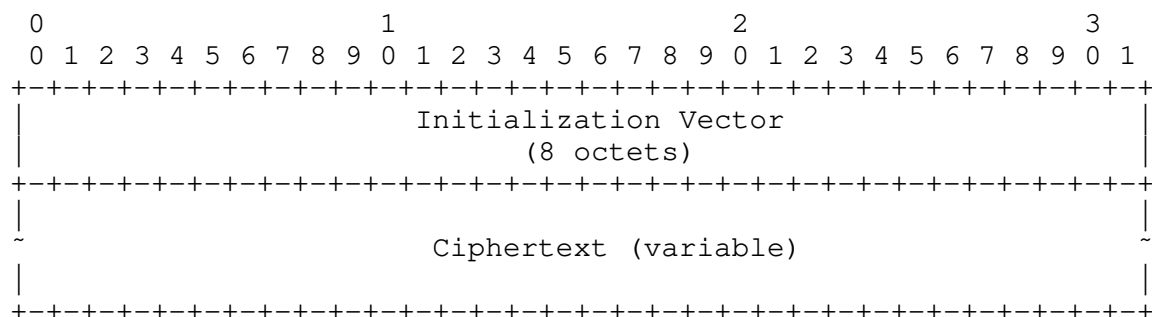 0                   1                   2                   3
 0 1 2 3 4 5 6 7 8 9 0 1 2 3 4 5 6 7 8 9 0 1 2 3 4 5 6 7 8 9 0 1
+-+-+-+-+-+-+-+-+-+-+-+-+-+-+-+-+-+-+-+-+-+-+-+-+-+-+-+-+-+-+-+-+
|                     Initialization Vector                     |
|                           (8 octets)                          |
+-+-+-+-+-+-+-+-+-+-+-+-+-+-+-+-+-+-+-+-+-+-+-+-+-+-+-+-+-+-+-+-+
|                                                               |
~                      Ciphertext (variable)                    ~
|                                                               |
+-+-+-+-+-+-+-+-+-+-+-+-+-+-+-+-+-+-+-+-+-+-+-+-+-+-+-+-+-+-+-+-+